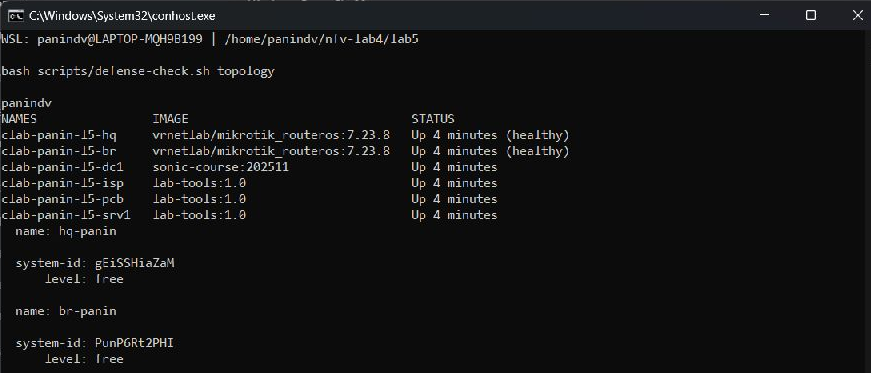 C:\Windows\System32\conhost.exe
WSL: panindv@LAPTOP-MQH9B199 | /home/panindv/nfv-lab4/lab5
bash scripts/defense-check.sh topology
panindv
NAMES IMAGE STATUS
clab-panin-l5-hq vrnetlab/mikrotik_routeros:7.23.8 Up 4 minutes (healthy)
clab-panin-l5-br vrnetlab/mikrotik_routeros:7.23.8 Up 4 minutes (healthy)
clab-panin-l5-dc1 sonic-course:202511 Up 4 minutes
clab-panin-l5-isp lab-tools:1.0 Up 4 minutes
clab-panin-l5-pcb lab-tools:1.0 Up 4 minutes
clab-panin-l5-srv1 lab-tools:1.0 Up 4 minutes
name: hq-panin
system-id: gEiSSHiaZaM
level: free
name: br-panin
system-id: PunP6Rt2PHI
level: free